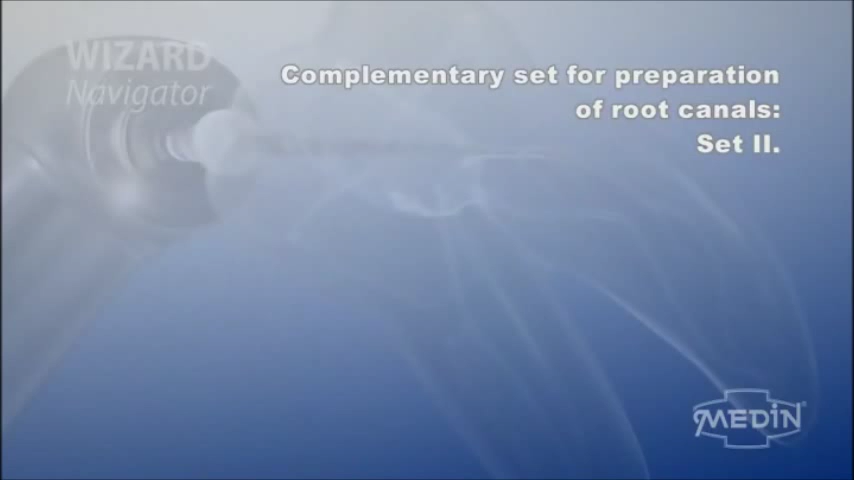 WIZARD
Navigator
Complementary set for preparation
of root canals:
Set II.
MEDIN®